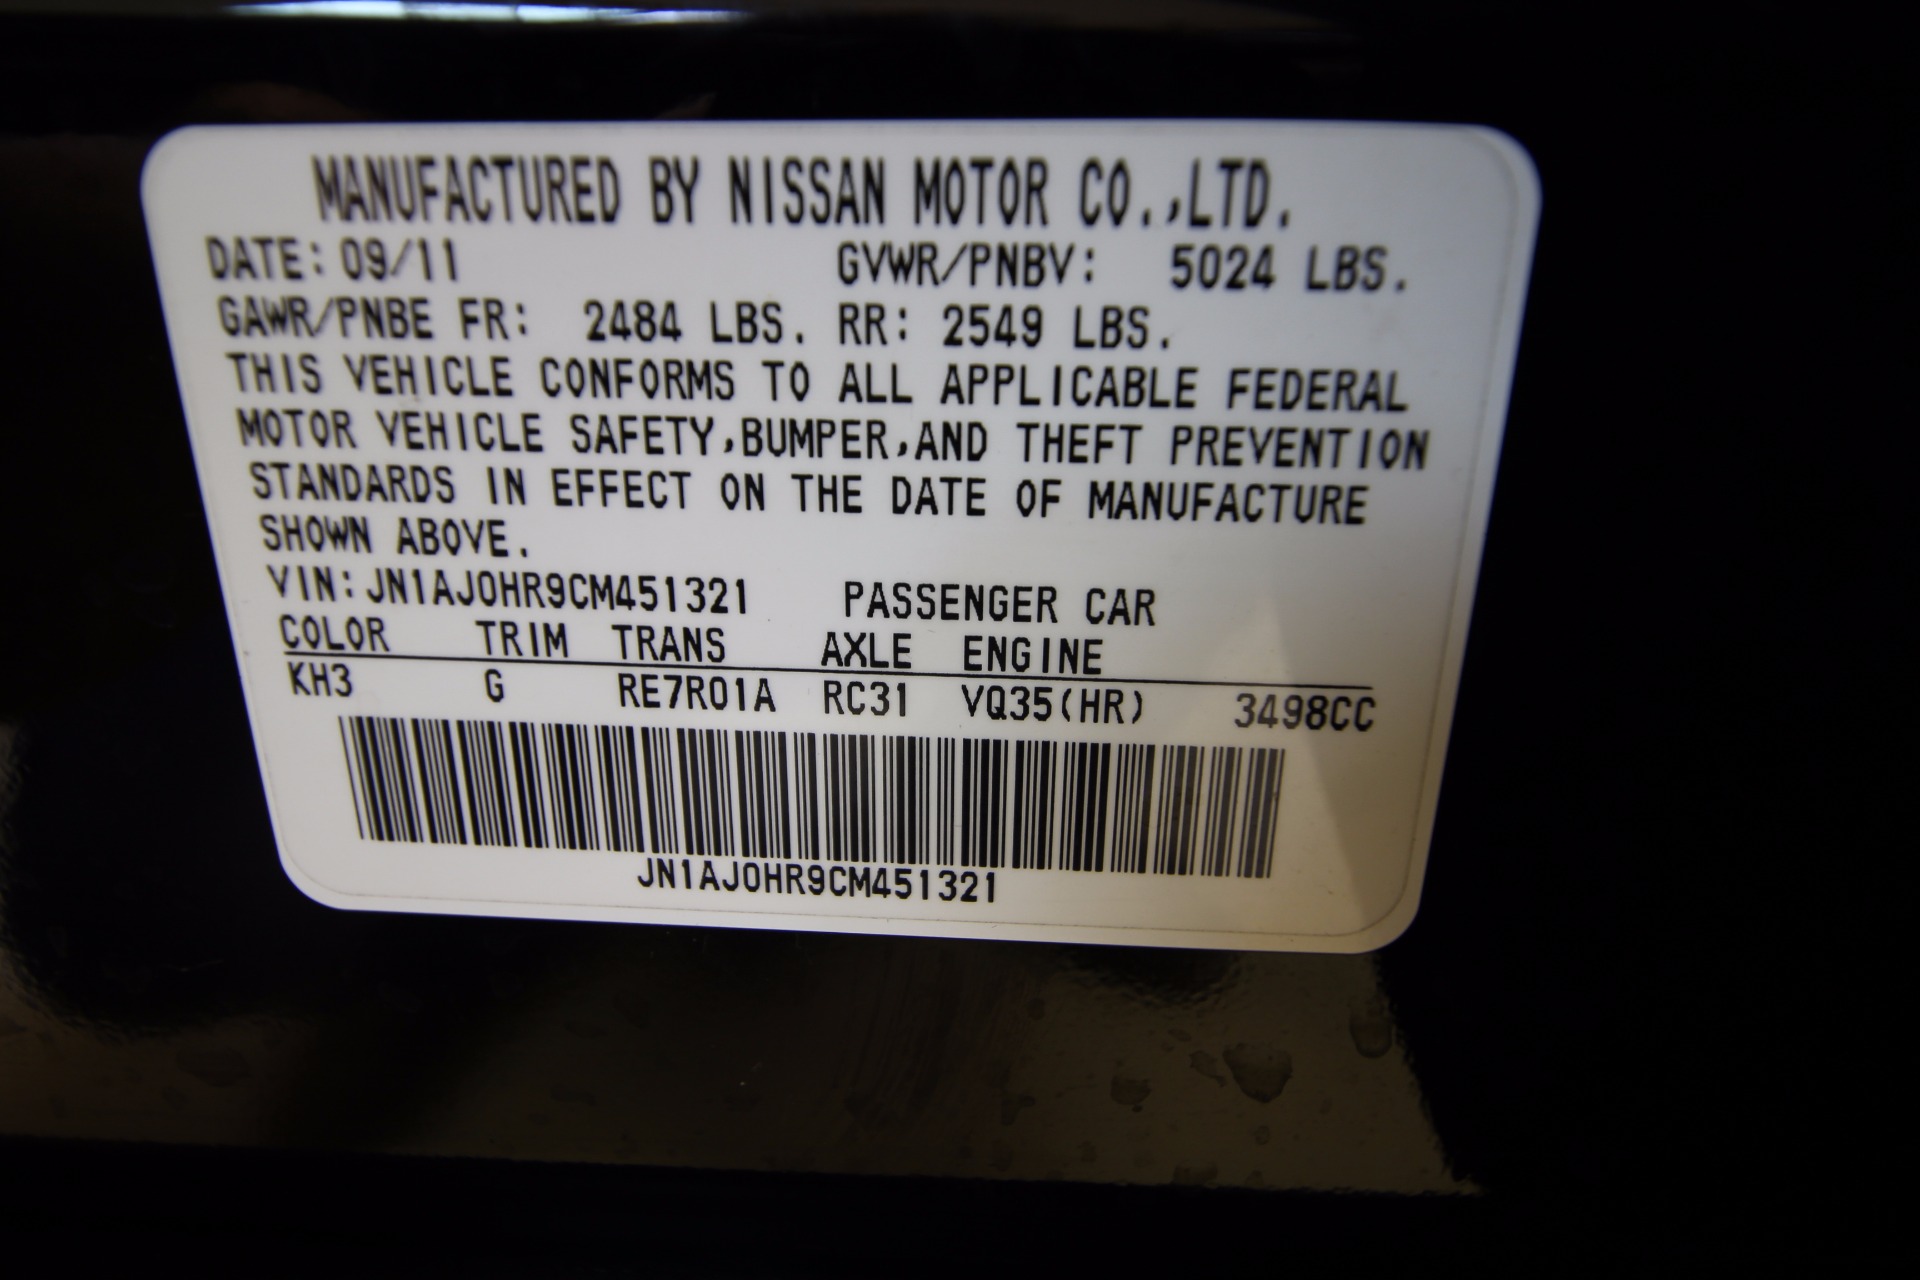 MANUFACTURED BY NISSAN MOTOR CO.,LTD.
DATE: 09/11 GVWR/PNBV: 5024 LBS.
GAWR/PNBE FR: 2484 LBS. RR: 2549 LBS.
THIS VEHICLE CONFORMS TO ALL APPLICABLE FEDERAL
MOTOR VEHICLE SAFETY,BUMPER,AND THEFT PREVENTION
STANDARDS IN EFFECT ON THE DATE OF MANUFACTURE
SHOWN ABOVE.
VIN:JN1AJ0HR9CM451321 PASSENGER CAR
COLOR TRIM TRANS AXLE ENGINE
KH3 G RE7R01A RC31 VQ35(HR) 3498CC
JN1AJ0HR9CM451321